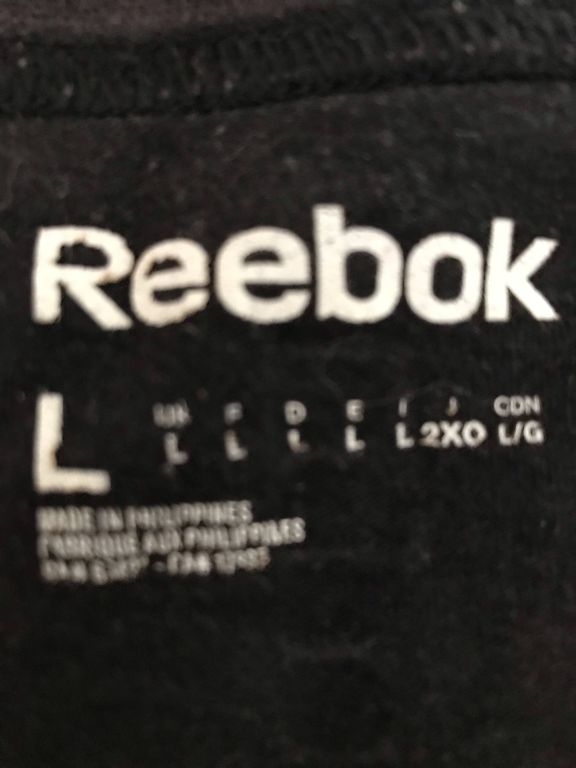 Reebok
L
UK F D E I J CDN
L L L L L 2XO L/G
MADE IN PHILIPPINES
FABRIQUE AUX PHILIPPINES